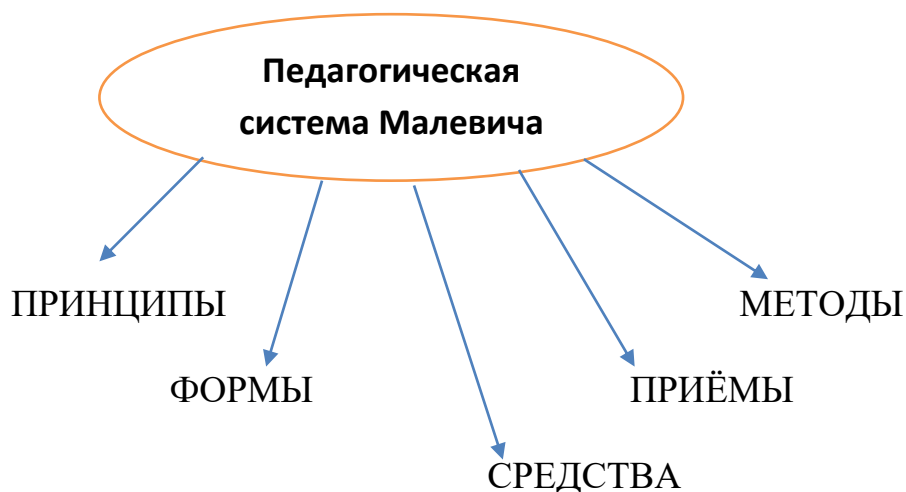 Педагогическая
система Малевича
ПРИНЦИПЫ
МЕТОДЫ
ФОРМЫ
ПРИЁМЫ
СРЕДСТВА